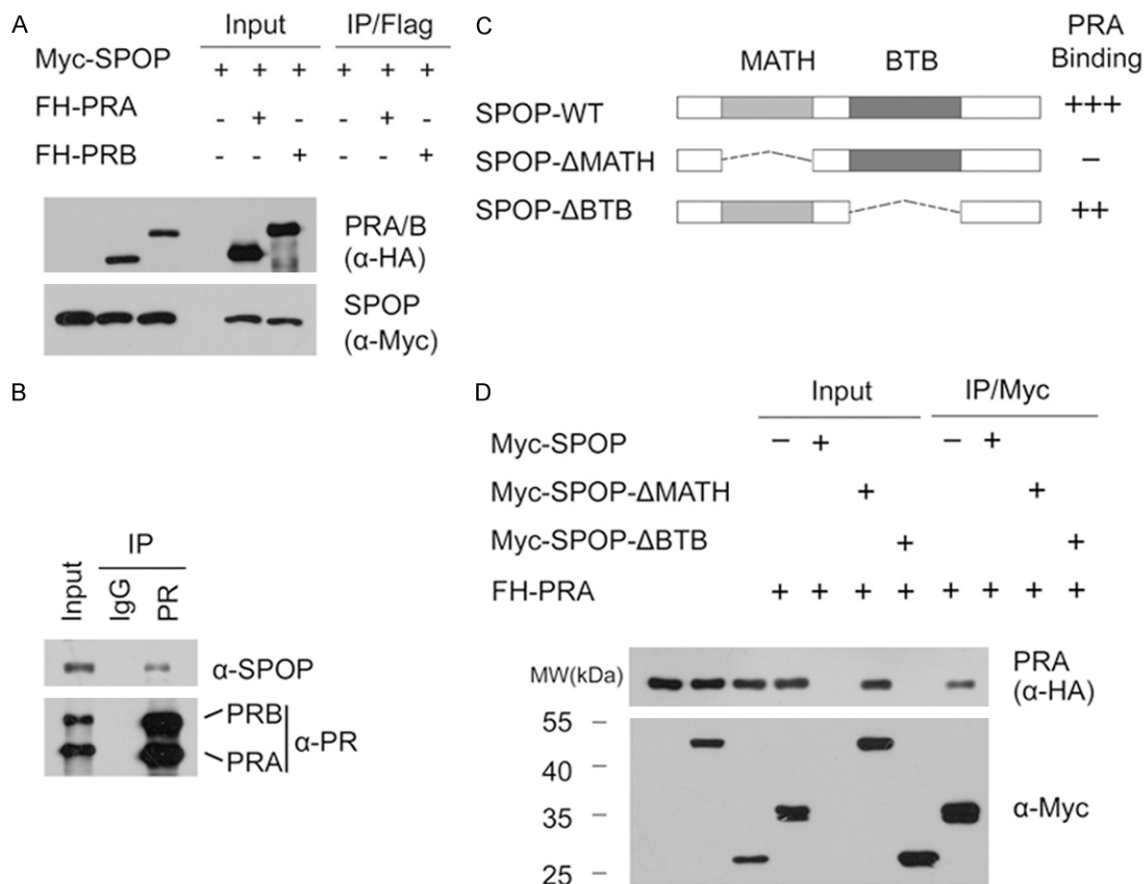 A
Input IP/Flag
Myc-SPOP + + + + + +
FH-PRA - + - - + -
FH-PRB - - + - - +
PRA/B
(α-HA)
SPOP
(α-Myc)
B
IP
Input IgG PR
α-SPOP
PRB
α-PR
PRA
C
PRA
Binding
MATH BTB
SPOP-WT +++
SPOP-ΔMATH −
SPOP-ΔBTB ++
D
Input IP/Myc
Myc-SPOP − + − +
Myc-SPOP-ΔMATH + +
Myc-SPOP-ΔBTB + +
FH-PRA + + + + + + + +
MW(kDa)
PRA
(α-HA)
55
40
35
25
α-Myc